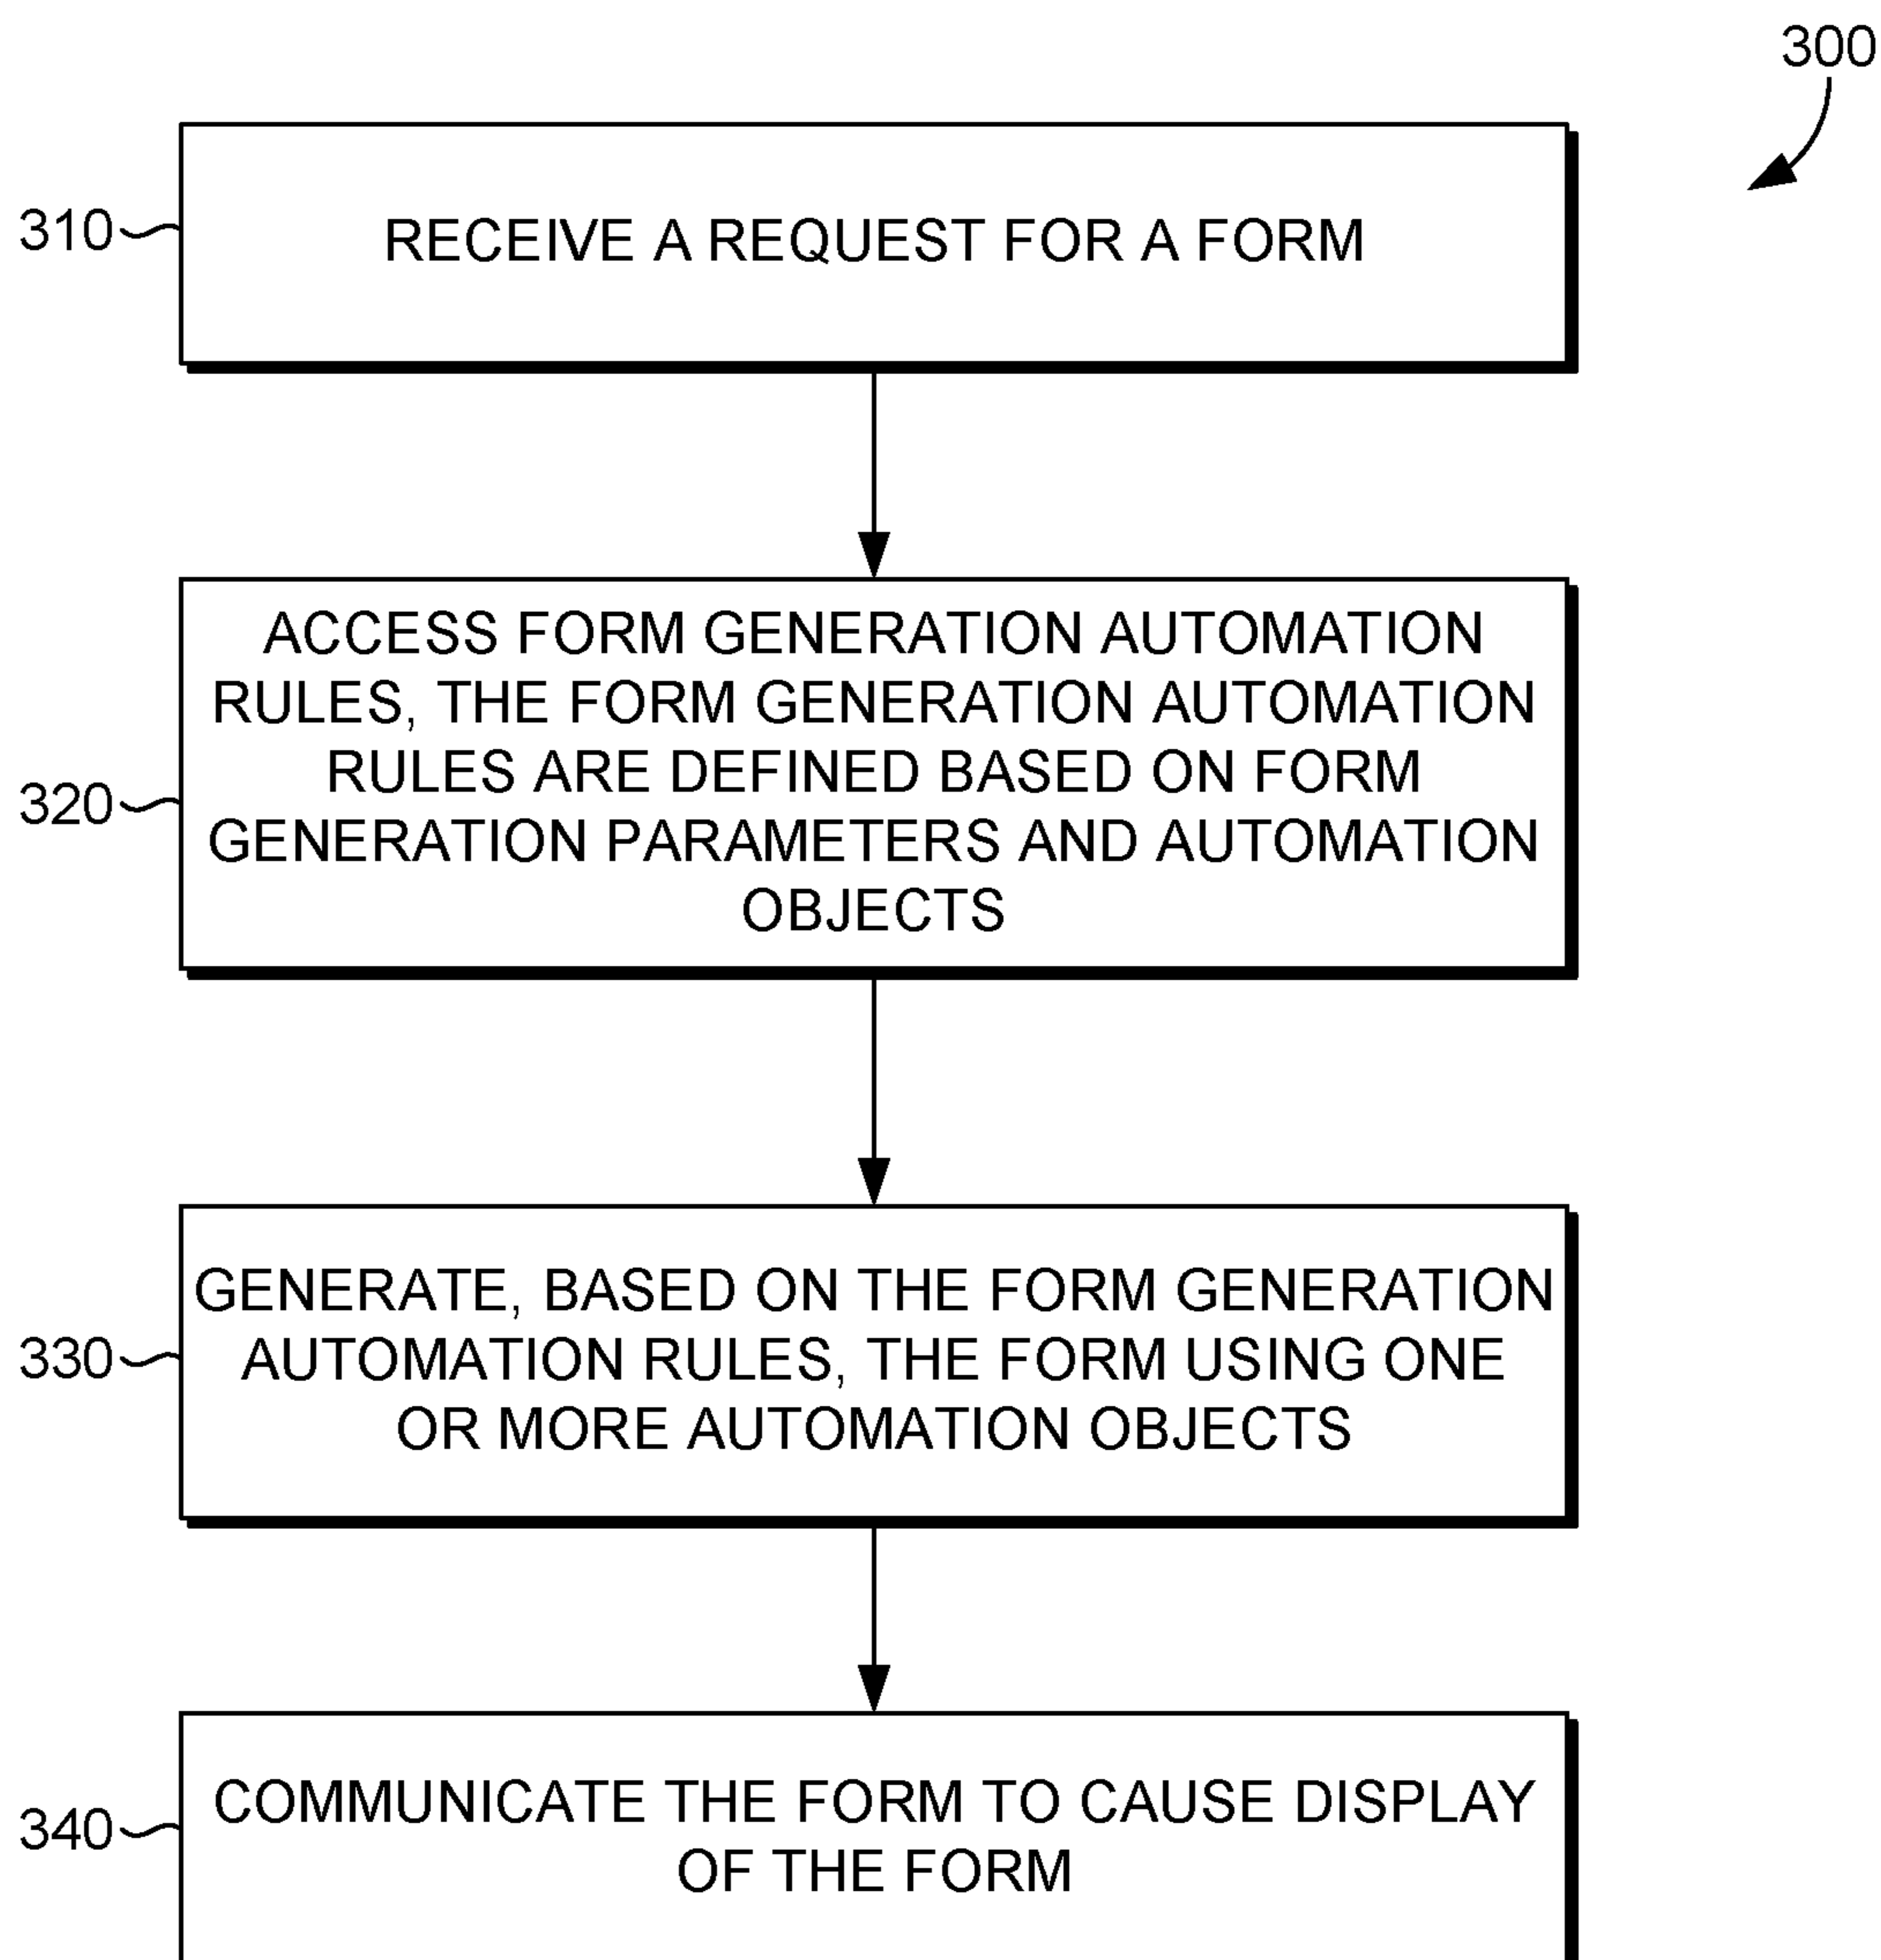 300
310
RECEIVE A REQUEST FOR A FORM
320
ACCESS FORM GENERATION AUTOMATION
RULES, THE FORM GENERATION AUTOMATION
RULES ARE DEFINED BASED ON FORM
GENERATION PARAMETERS AND AUTOMATION
OBJECTS
330
GENERATE, BASED ON THE FORM GENERATION
AUTOMATION RULES, THE FORM USING ONE
OR MORE AUTOMATION OBJECTS
340
COMMUNICATE THE FORM TO CAUSE DISPLAY
OF THE FORM